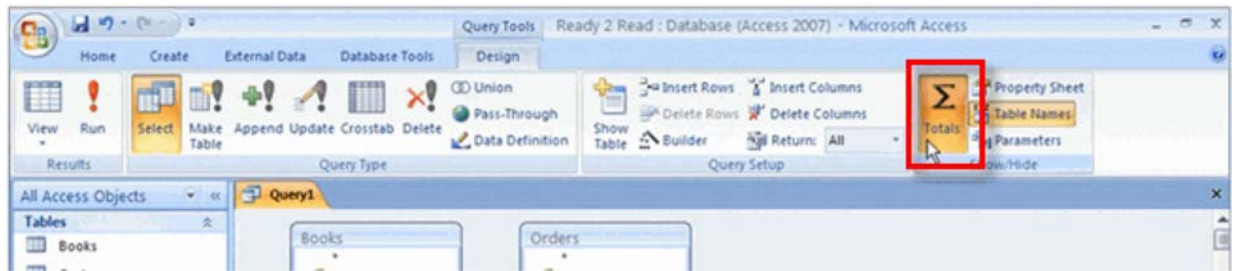 Query Tools Ready 2 Read : Database (Access 2007) - Microsoft Access
Home Create External Data Database Tools Design
View Run Select Make Table Append Update Crosstab Delete
Union
Pass-Through
Data Definition
Show Table
Insert Rows
Delete Rows
Builder
Insert Columns
Delete Columns
Return: All
Σ
Totals
Property Sheet
Table Names
Parameters
Results Query Type Query Setup Show/Hide
All Access Objects
Query1
Tables
Books
Books
Orders